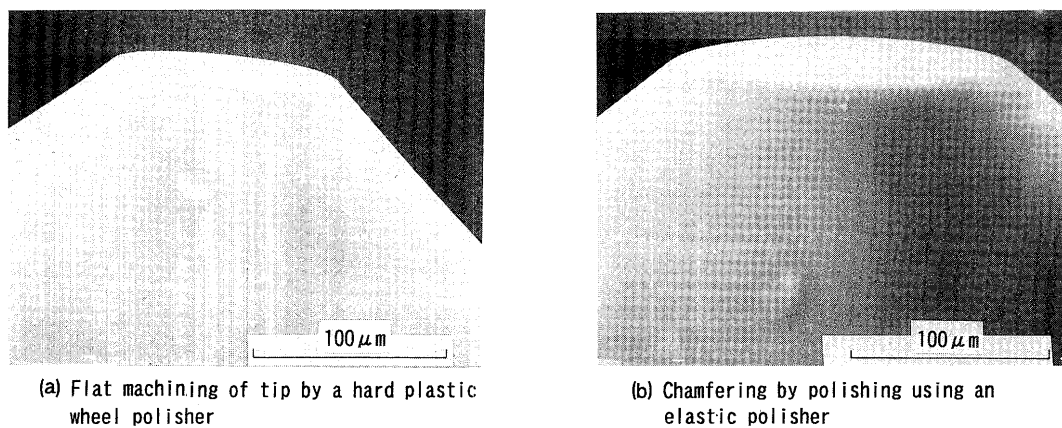 100μm
100μm
(a) Flat machining of tip by a hard plastic
wheel polisher
(b) Chamfering by polishing using an
elastic polisher